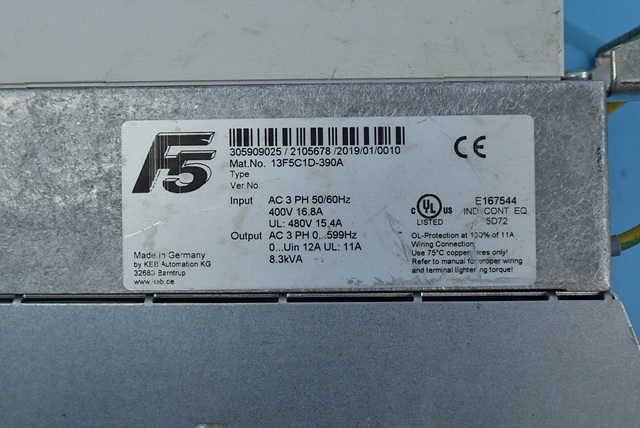 F5
305909025 / 2105678 /2019/01/0010
Mat.No. 13F5C1D-390A
Type
Ver.No.
Input AC 3 PH 50/60Hz
400V 16.8A
UL: 480V 15,4A
Output AC 3 PH 0...599Hz
0...Uin 12A UL: 11A
8.3kVA
Made in Germany
by KEB Automation KG
32683 Barntrup
www.keb.de
CE
C UL US
LISTED
E167544
IND. CONT. EQ.
5D72
OL-Protection at 100% of 11A
Wiring Connection:
Use 75°C copper wires only!
Refer to manual for proper wiring
and terminal tightening torque!